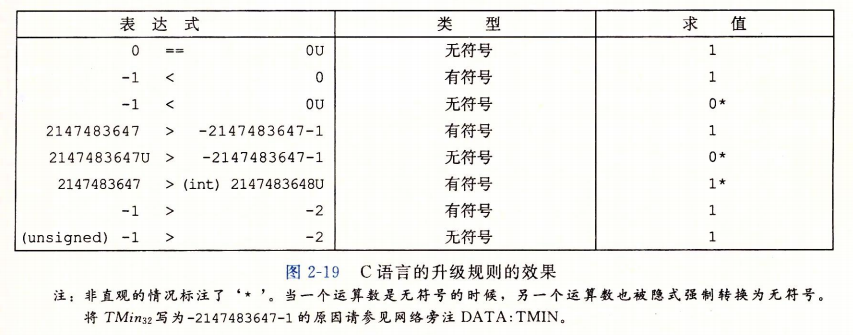 表 达 式 类 型 求 值
0 == 0U 无符号 1
-1 < 0 有符号 1
-1 < 0U 无符号 0*
2147483647 > -2147483647-1 有符号 1
2147483647U > -2147483647-1 无符号 0*
2147483647 > (int) 2147483648U 有符号 1*
-1 > -2 有符号 1
(unsigned) -1 > -2 无符号 1
图 2-19 C 语言的升级规则的效果
注：非直观的情况标注了‘*’。当一个运算数是无符号的时候，另一个运算数也被隐式强制转换为无符号。
将 TMin32 写为-2147483647-1 的原因请参见网络旁注 DATA:TMIN。